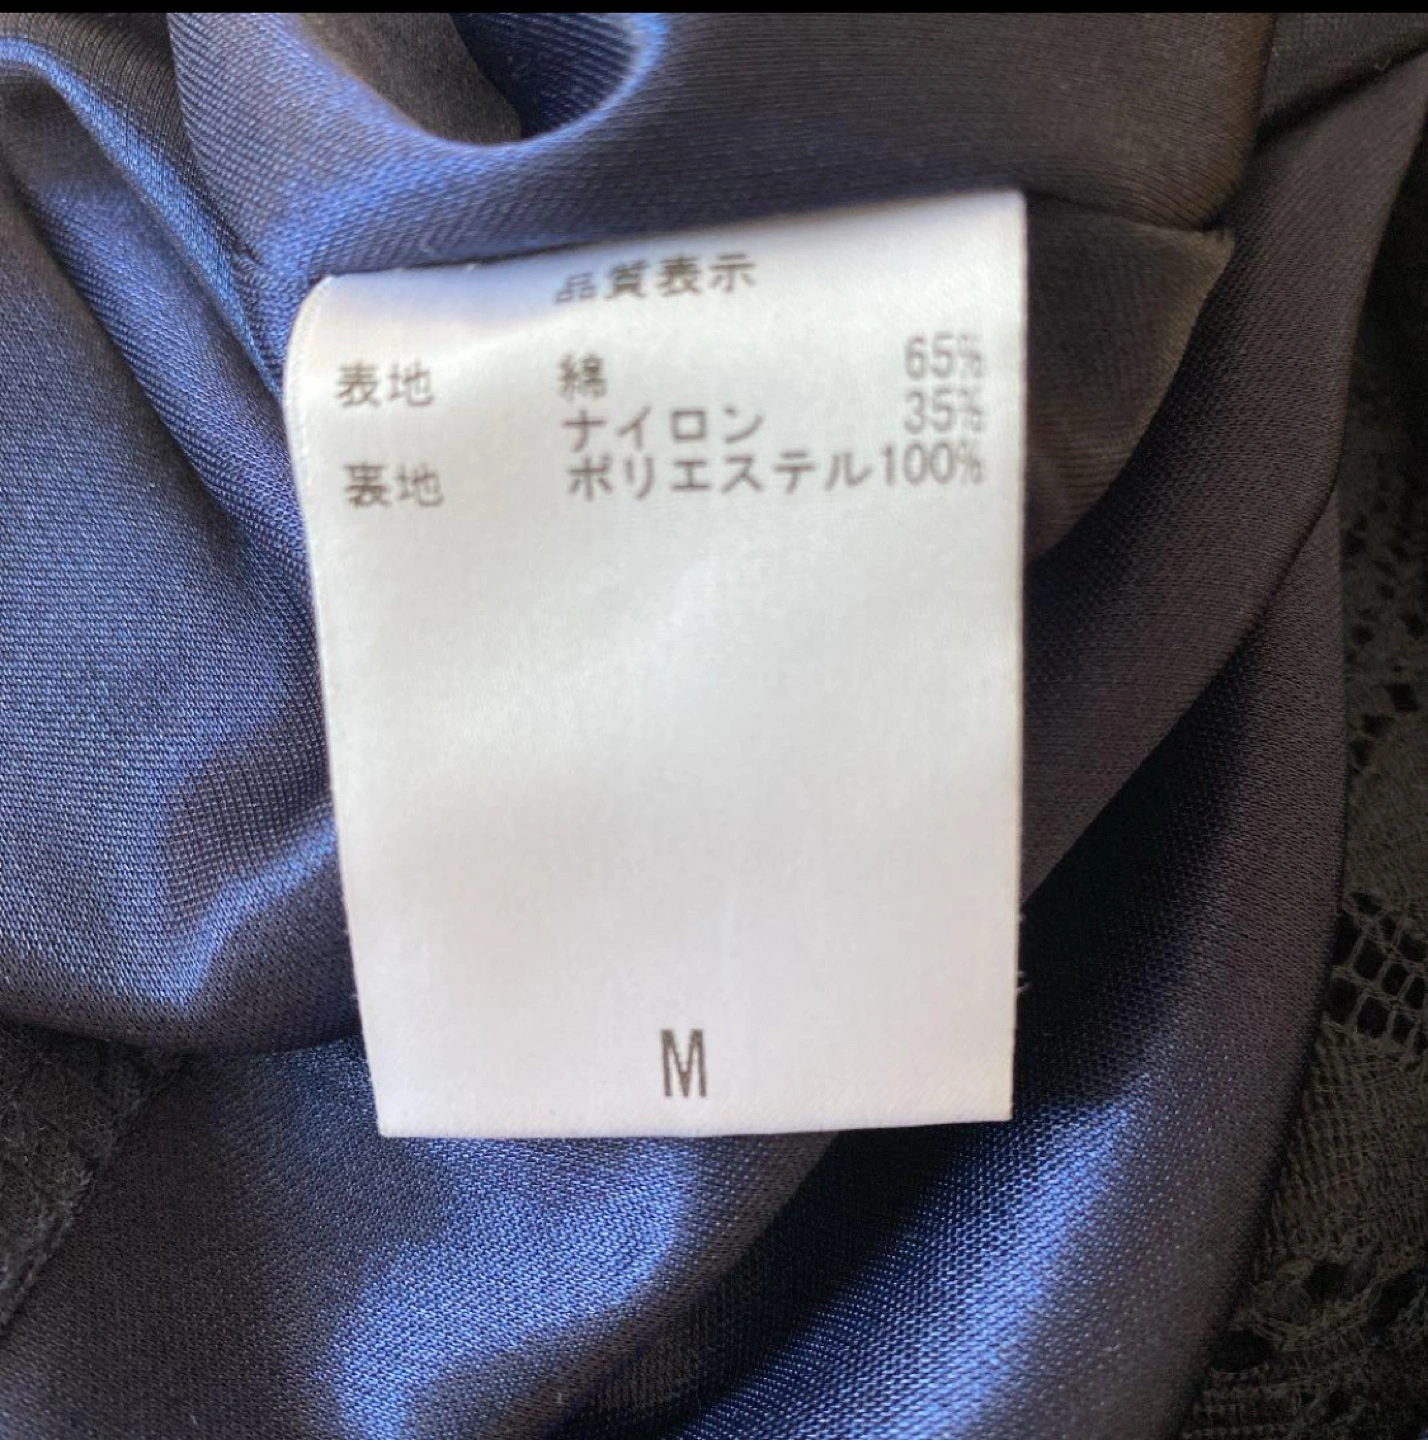 品質表示
表地 綿 65%
ナイロン 35%
裏地 ポリエステル100%
M